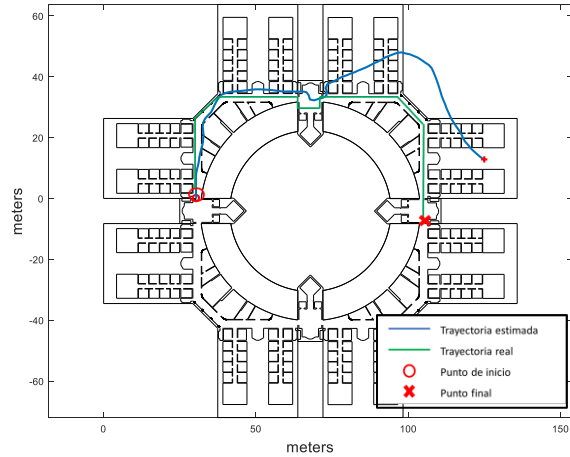 60
40
20
0
-20
-40
-60
meters
0
50
100
150
meters
Trayectoria estimada
Trayectoria real
Punto de inicio
Punto final